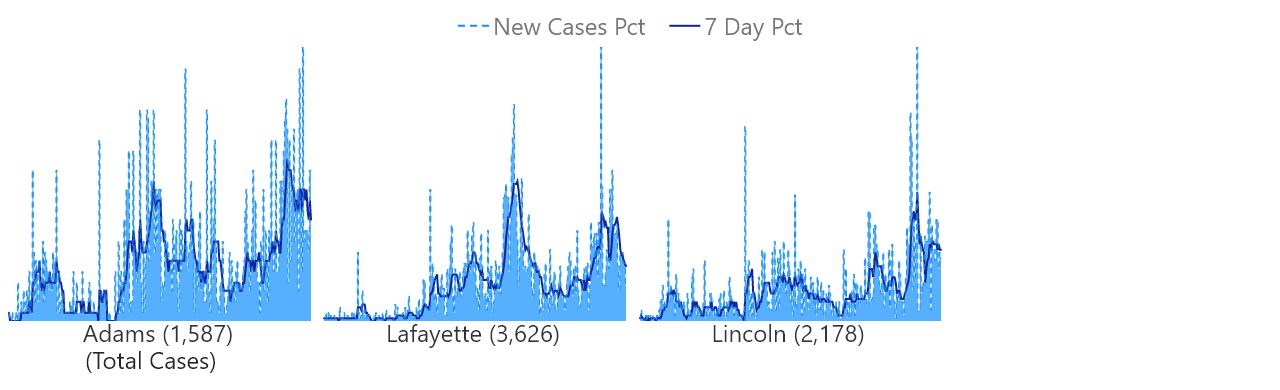 New Cases Pct 7 Day Pct
Adams (1,587) Lafayette (3,626) Lincoln (2,178)
(Total Cases)